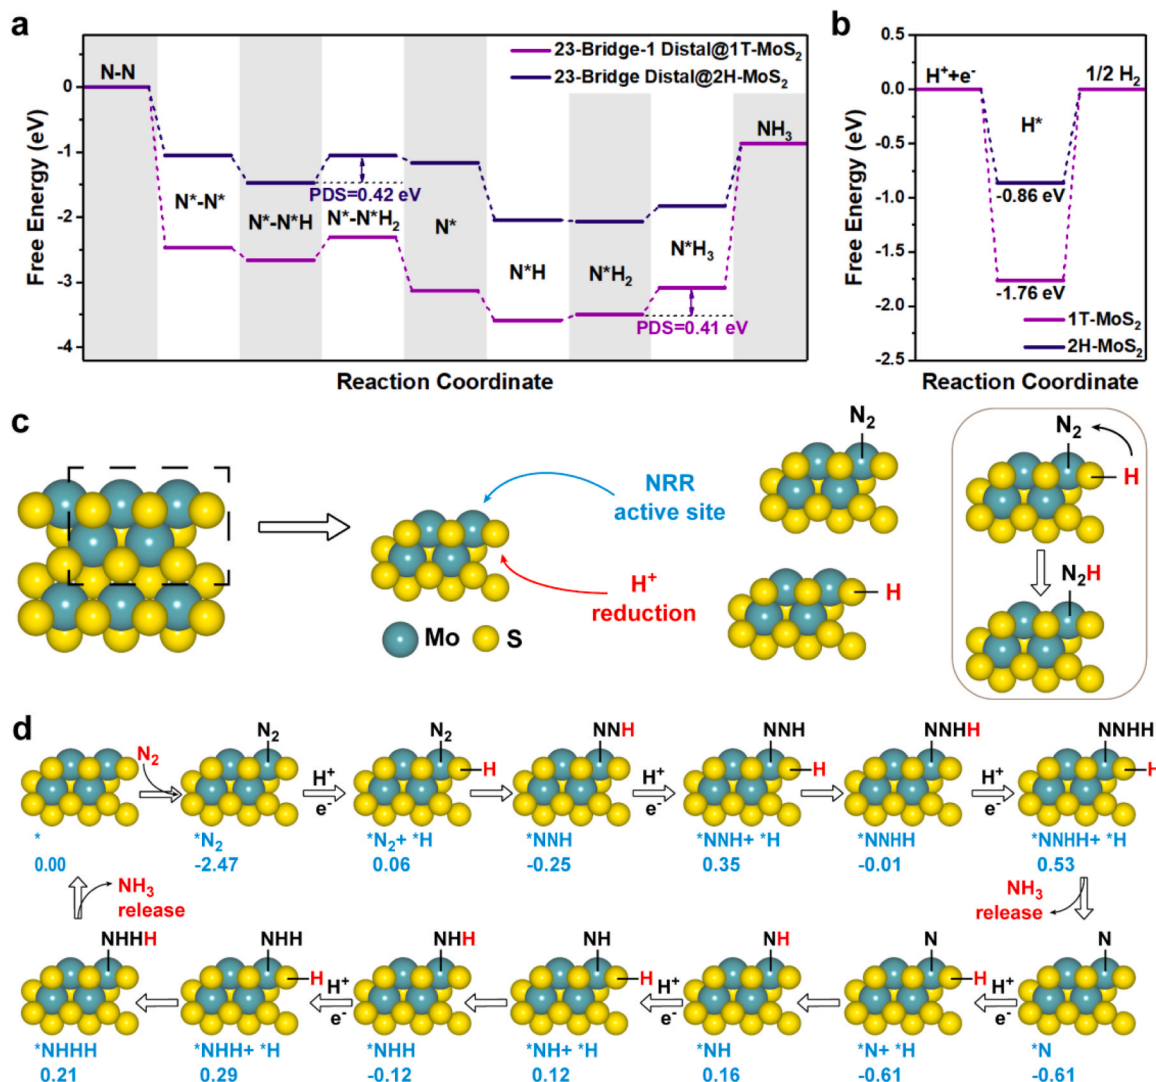 a
23-Bridge-1 Distal@1T-MoS2
23-Bridge Distal@2H-MoS2
Free Energy (eV)
0
-1
-2
-3
-4
N-N
N*-N*
N*-N*H
N*-N*H2
N*
N*H
N*H2
N*H3
NH3
PDS=0.42 eV
PDS=0.41 eV
Reaction Coordinate
b
Free Energy (eV)
0.0
-0.5
-1.0
-1.5
-2.0
-2.5
H++e-
H*
1/2 H2
-0.86 eV
-1.76 eV
1T-MoS2
2H-MoS2
Reaction Coordinate
c
NRR
active site
H+
reduction
Mo
S
N2
H
N2
H
N2H
d
N2
N2
H+
e-
N2
H
NNH
H+
e-
NNH
H
NNHH
H+
e-
NNHH
H
*
0.00
*N2
-2.47
*N2+ *H
0.06
*NNH
-0.25
*NNH+ *H
0.35
*NNHH
-0.01
*NNHH+ *H
0.53
NH3
release
NH3
release
NHHH
NHH
H
H+
e-
NHH
NH
H
H+
e-
NH
N
H
H+
e-
N
*NHHH
0.21
*NHH+ *H
0.29
*NHH
-0.12
*NH+ *H
0.12
*NH
0.16
*N+ *H
-0.61
*N
-0.61